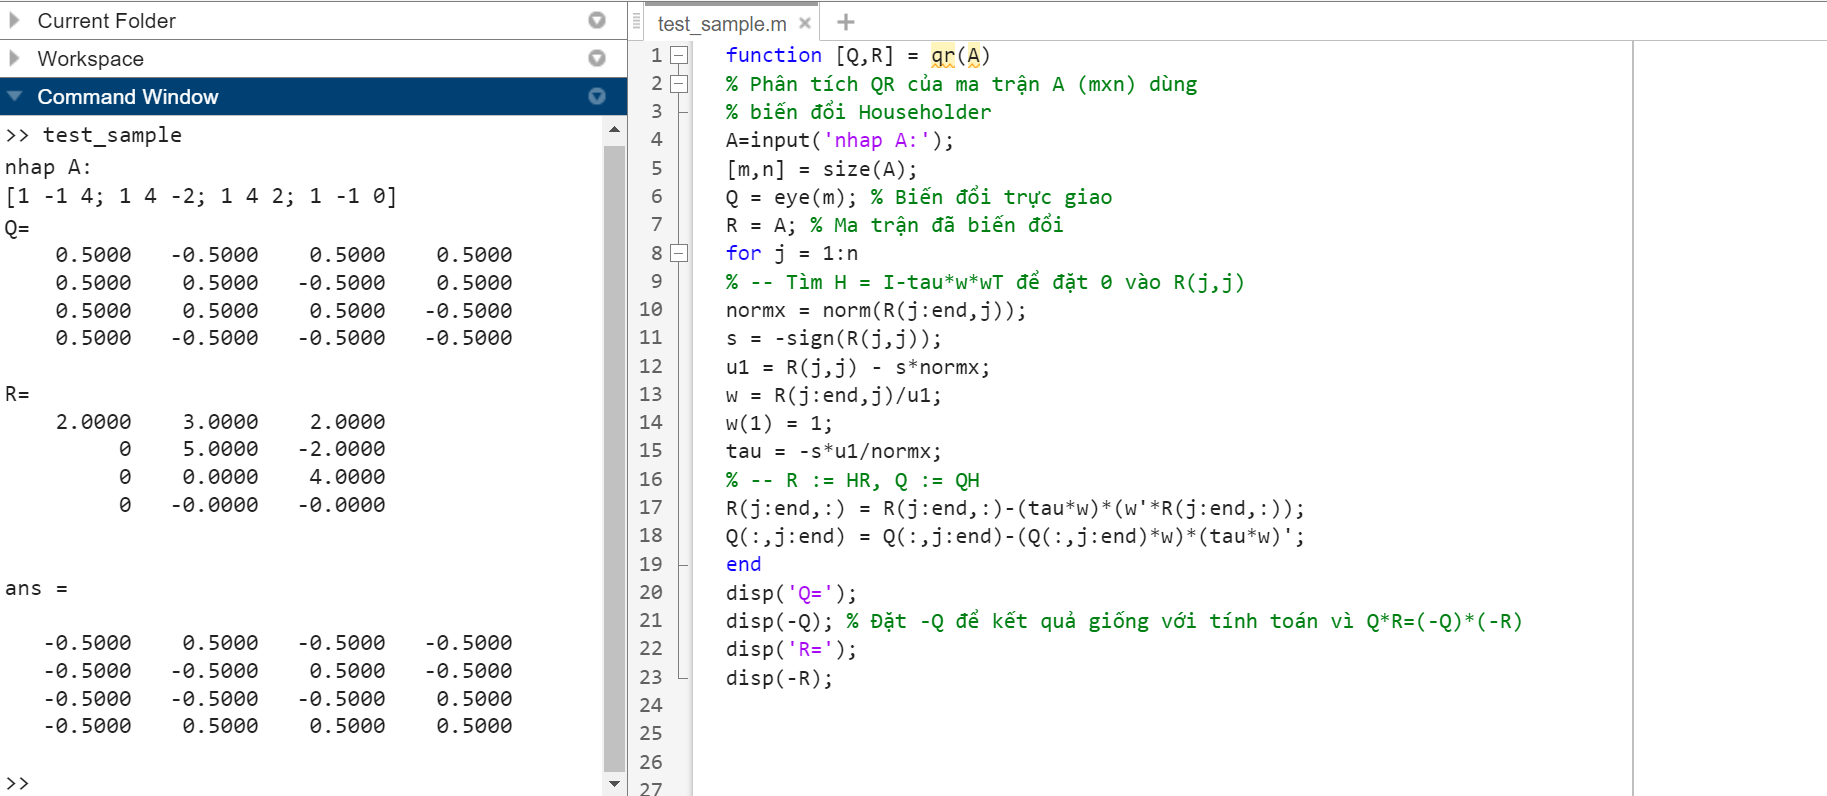 Current Folder
Workspace
Command Window
>> test_sample
nhap A:
[1 -1 4; 1 4 -2; 1 4 2; 1 -1 0]
Q=
0.5000 -0.5000 0.5000 0.5000
0.5000 0.5000 -0.5000 0.5000
0.5000 0.5000 0.5000 -0.5000
0.5000 -0.5000 -0.5000 -0.5000
R=
2.0000 3.0000 2.0000
0 5.0000 -2.0000
0 0.0000 4.0000
0 -0.0000 -0.0000
ans =
-0.5000 0.5000 -0.5000 -0.5000
-0.5000 -0.5000 0.5000 -0.5000
-0.5000 -0.5000 -0.5000 0.5000
-0.5000 0.5000 0.5000 0.5000
>>
test_sample.m × +
1 function [Q,R] = qr(A)
2 % Phân tích QR của ma trận A (mxn) dùng
3 % biến đổi Householder
4 A=input('nhap A:');
5 [m,n] = size(A);
6 Q = eye(m); % Biến đổi trực giao
7 R = A; % Ma trận đã biến đổi
8 for j = 1:n
9 % -- Tìm H = I-tau*w*wT để đặt 0 vào R(j,j)
10 normx = norm(R(j:end,j));
11 s = -sign(R(j,j));
12 u1 = R(j,j) - s*normx;
13 w = R(j:end,j)/u1;
14 w(1) = 1;
15 tau = -s*u1/normx;
16 % -- R := HR, Q := QH
17 R(j:end,:) = R(j:end,:)-(tau*w)*(w'*R(j:end,:));
18 Q(:,j:end) = Q(:,j:end)-(Q(:,j:end)*w)*(tau*w)';
19 end
20 disp('Q=');
21 disp(-Q); % Đặt -Q để kết quả giống với tính toán vì Q*R=(-Q)*(-R)
22 disp('R=');
23 disp(-R);
24
25
26
27